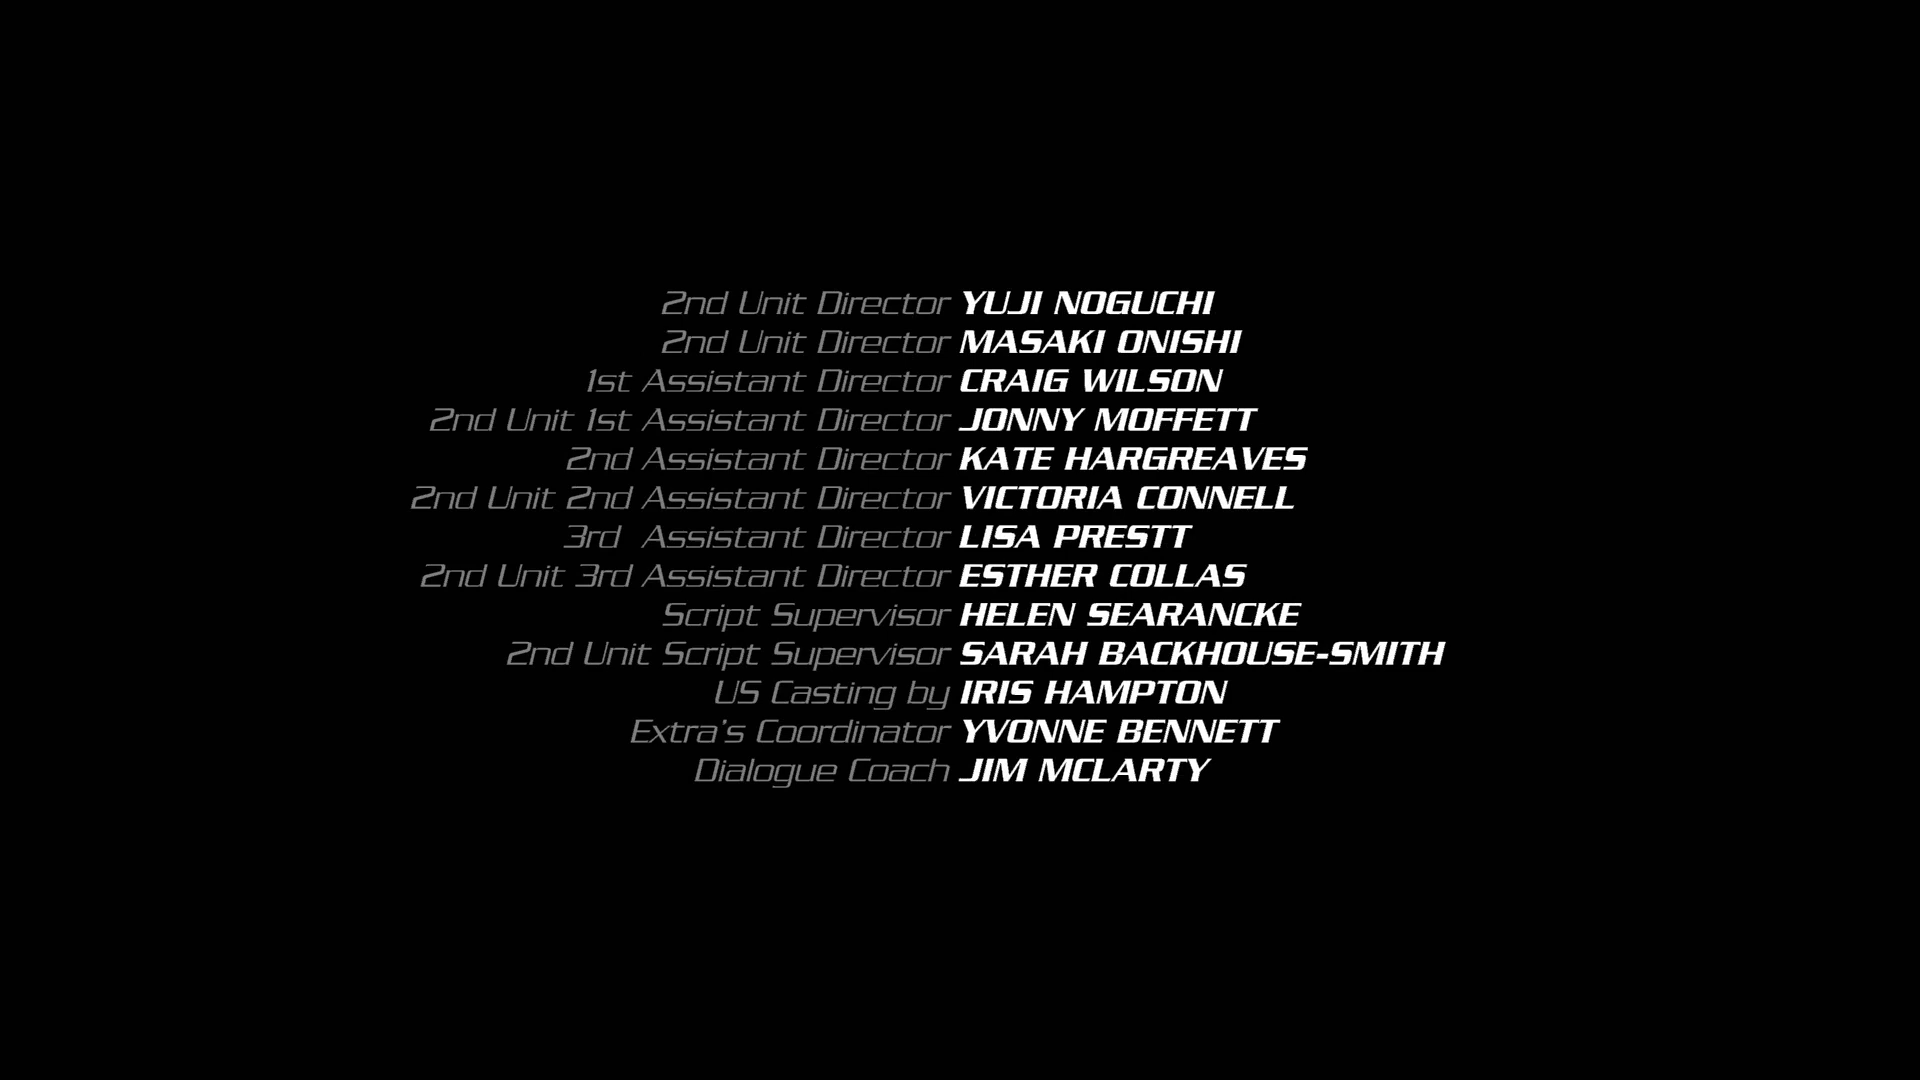 2nd Unit Director YUJI NOGUCHI
2nd Unit Director MASAKI ONISHI
1st Assistant Director CRAIG WILSON
2nd Unit 1st Assistant Director JONNY MOFFETT
2nd Assistant Director KATE HARGREAVES
2nd Unit 2nd Assistant Director VICTORIA CONNELL
3rd  Assistant Director LISA PRESTT
2nd Unit 3rd Assistant Director ESTHER COLLAS
Script Supervisor HELEN SEARANCKE
2nd Unit Script Supervisor SARAH BACKHOUSE-SMITH
US Casting by IRIS HAMPTON
Extra's Coordinator YVONNE BENNETT
Dialogue Coach JIM MCLARTY